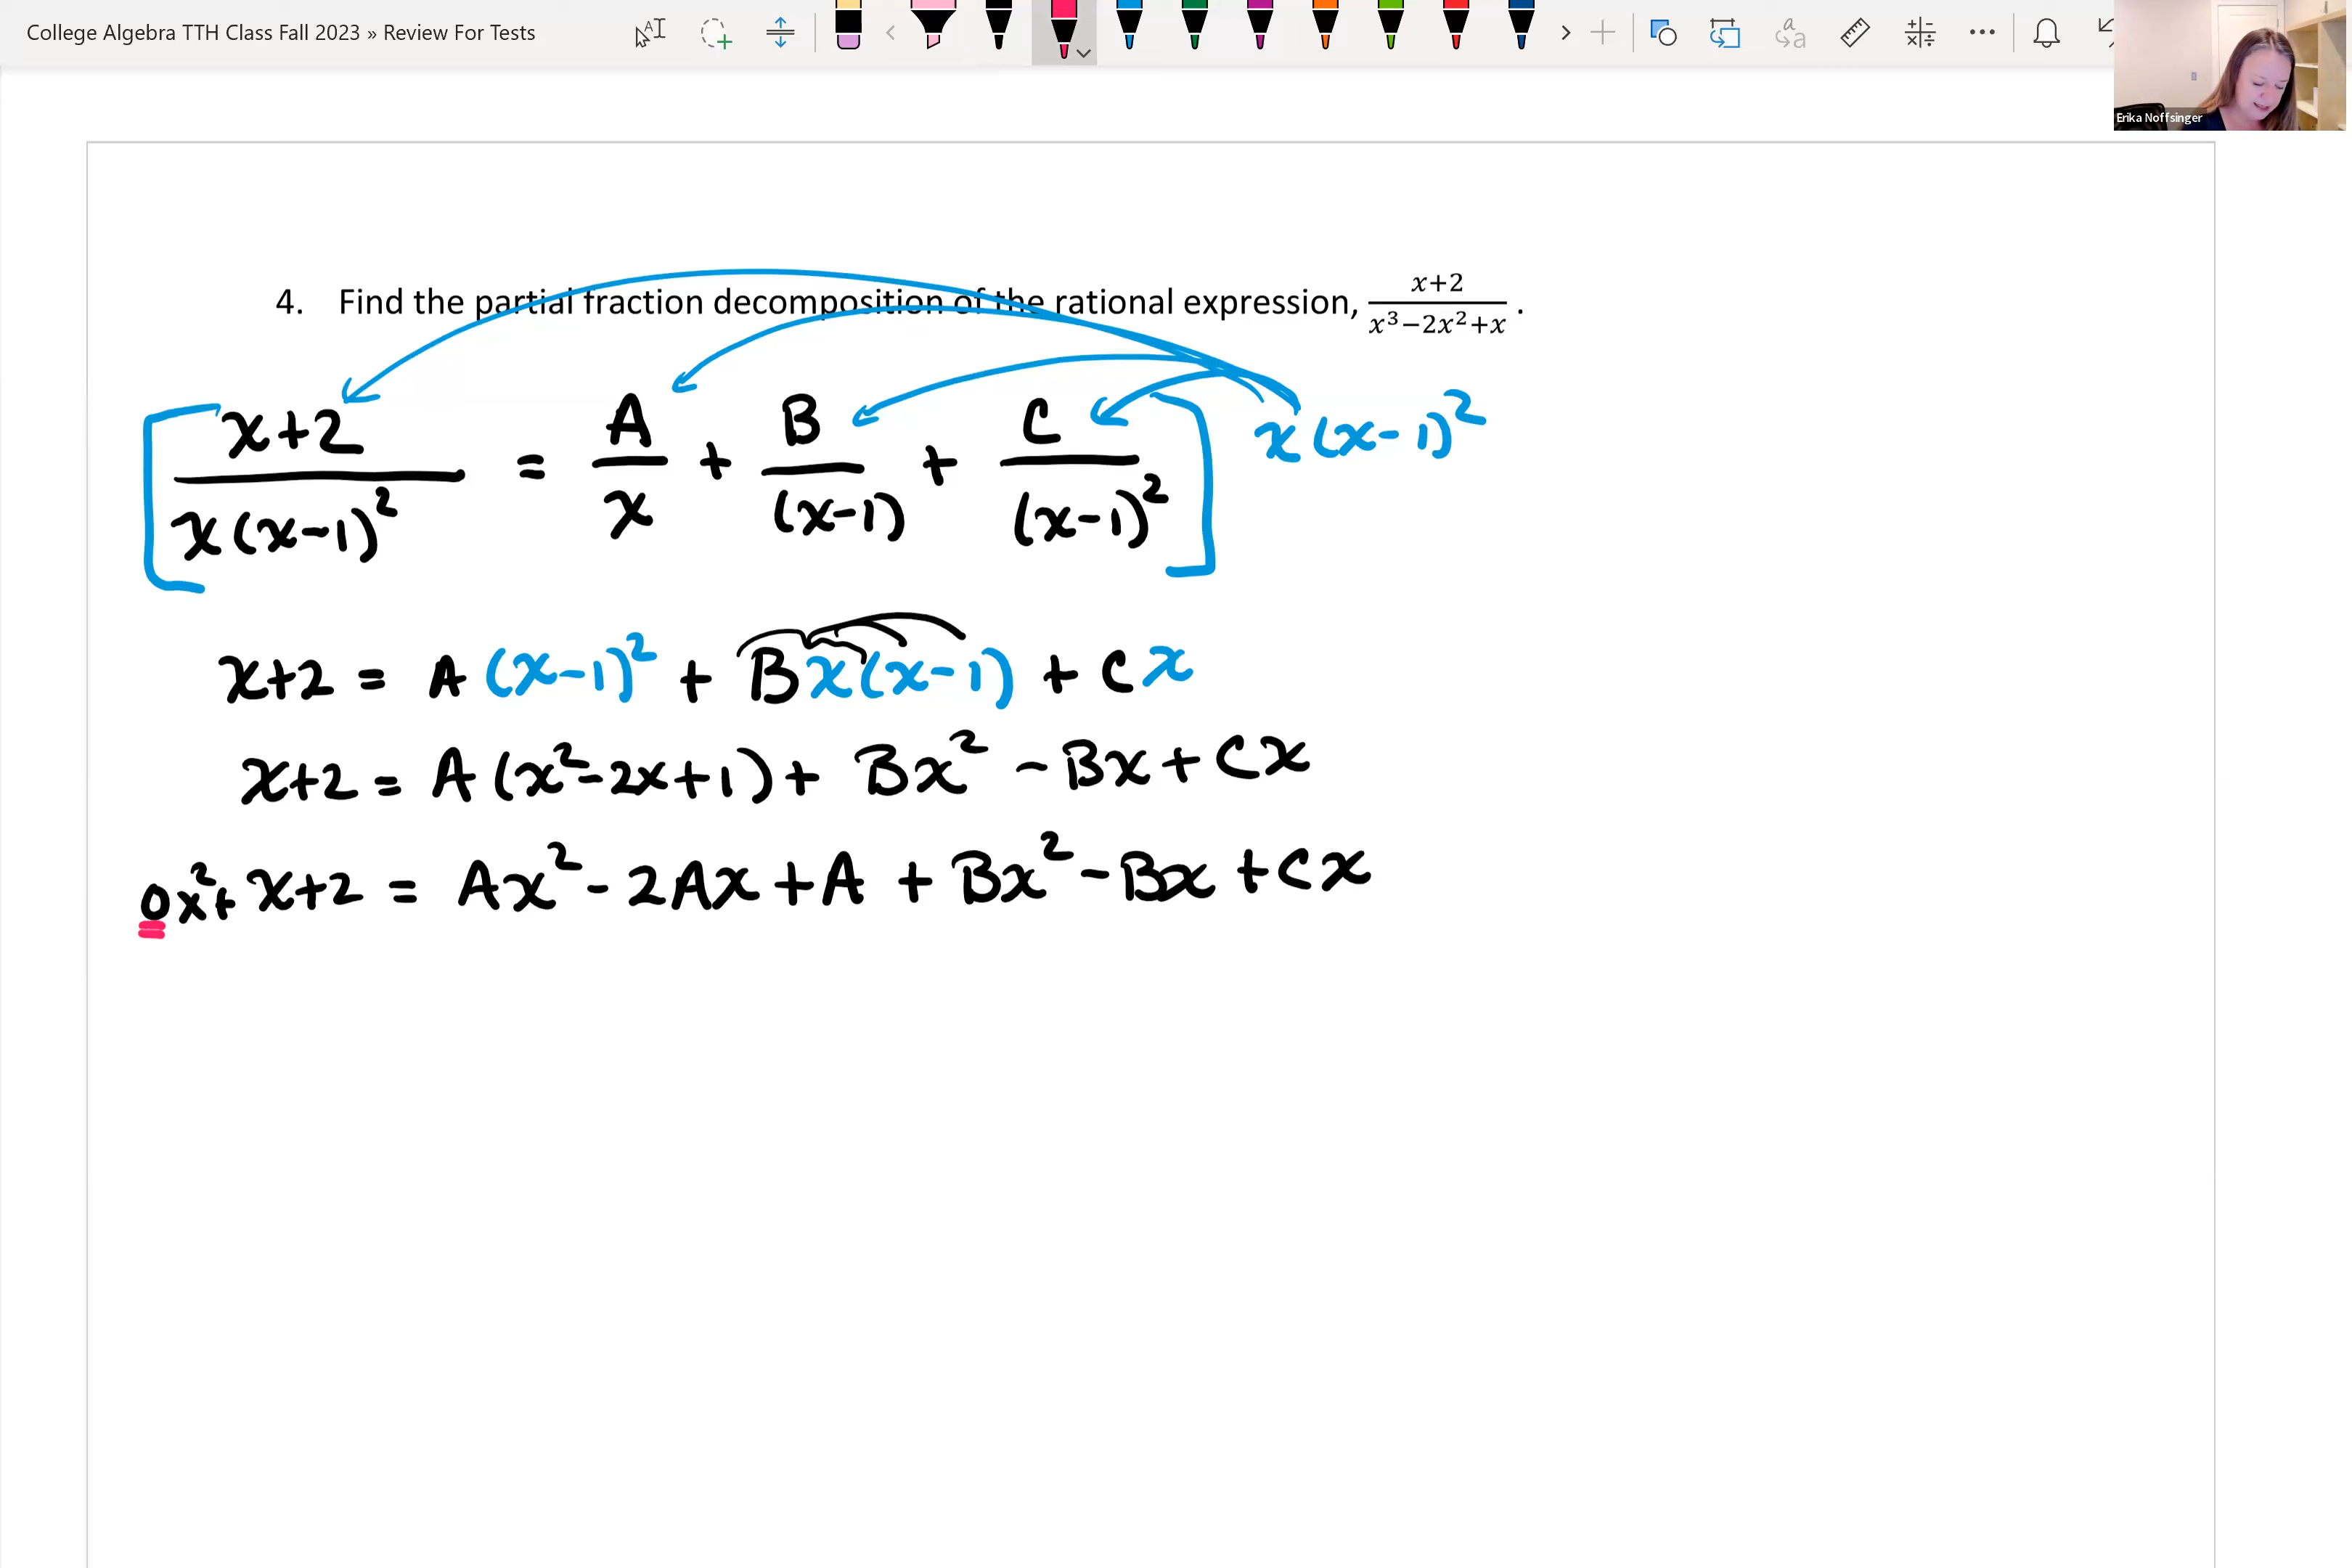 College Algebra TTH Class Fall 2023 » Review For Tests
Erika Noffsinger
4. Find the partial fraction decomposition of the rational expression, (x+2)/(x³−2x²+x) .
(x+2)/(x(x−1)²) = A/x + B/(x−1) + C/(x−1)² x(x−1)²
x+2 = A(x−1)² + Bx(x−1) + Cx
x+2 = A(x²−2x+1) + Bx² − Bx + Cx
0x²+ x+2 = Ax² − 2Ax + A + Bx² − Bx + Cx